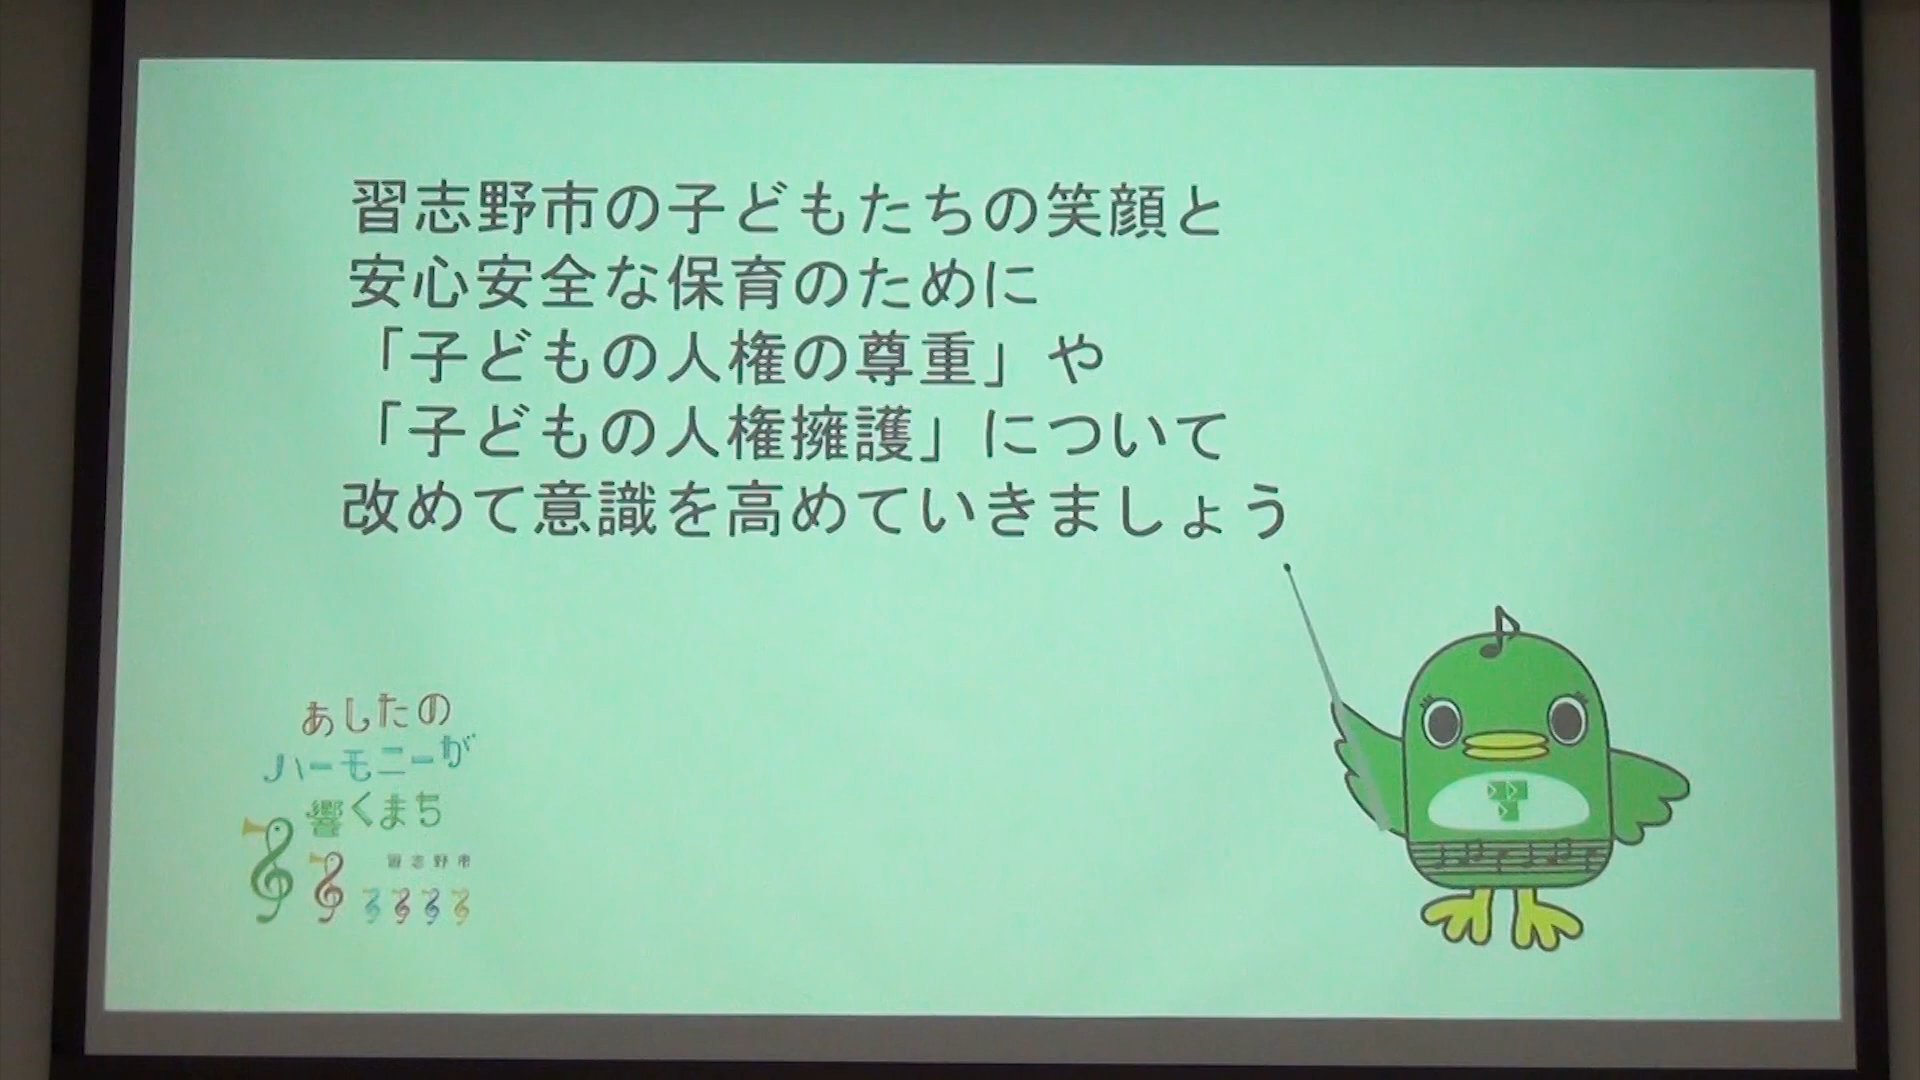 習志野市の子どもたちの笑顔と
安心安全な保育のために
「子どもの人権の尊重」や
「子どもの人権擁護」について
改めて意識を高めていきましょう
あしたの
ハーモニーが
響くまち
習志野市